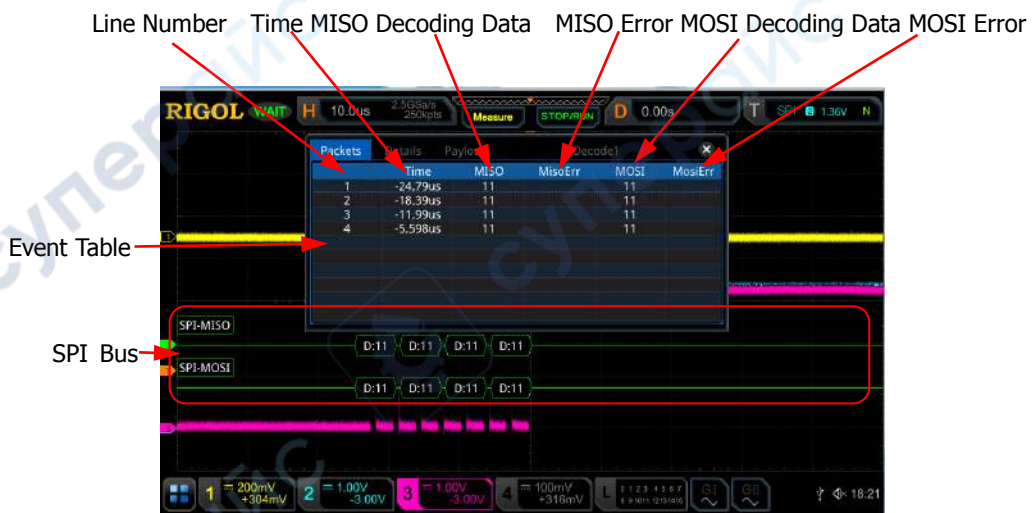 Line Number Time MISO Decoding Data MISO Error MOSI Decoding Data MOSI Error
RIGOL WAIT H 10.0us 2.5GSa/s 250kpts Measure STOP/RUN D 0.00s T SPI 2 1.36V N
Packets Details Decode1
Time MISO MisoErr MOSI MosiErr
1 -24.79us 11 11
2 -18.39us 11 11
3 -11.99us 11 11
4 -5.598us 11 11
Event Table
SPI-MISO
D:11 D:11 D:11 D:11
SPI Bus
SPI-MOSI
D:11 D:11 D:11 D:11
1 200mV +304mV 2 1.00V -3.00V 3 1.00V -3.00V 4 100mV +316mV L GI GII 18:21